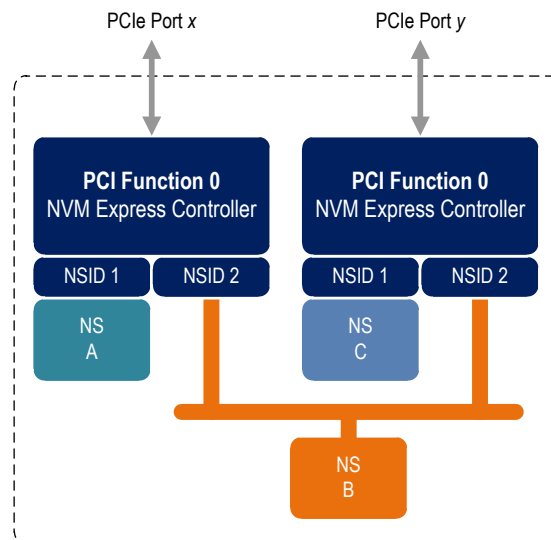 PCIe Port x
PCIe Port y
PCI Function 0
NVM Express Controller
PCI Function 0
NVM Express Controller
NSID 1
NSID 2
NSID 1
NSID 2
NS
A
NS
C
NS
B